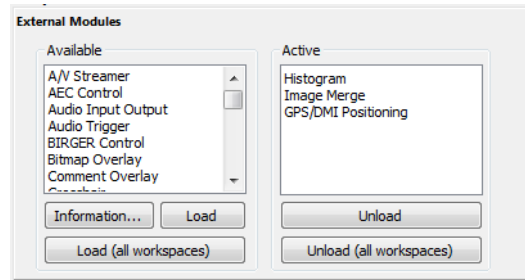 External Modules
Available
A/V Streamer
AEC Control
Audio Input Output
Audio Trigger
BIRGER Control
Bitmap Overlay
Comment Overlay
Information...
Load
Load (all workspaces)
Active
Histogram
Image Merge
GPS/DMI Positioning
Unload
Unload (all workspaces)